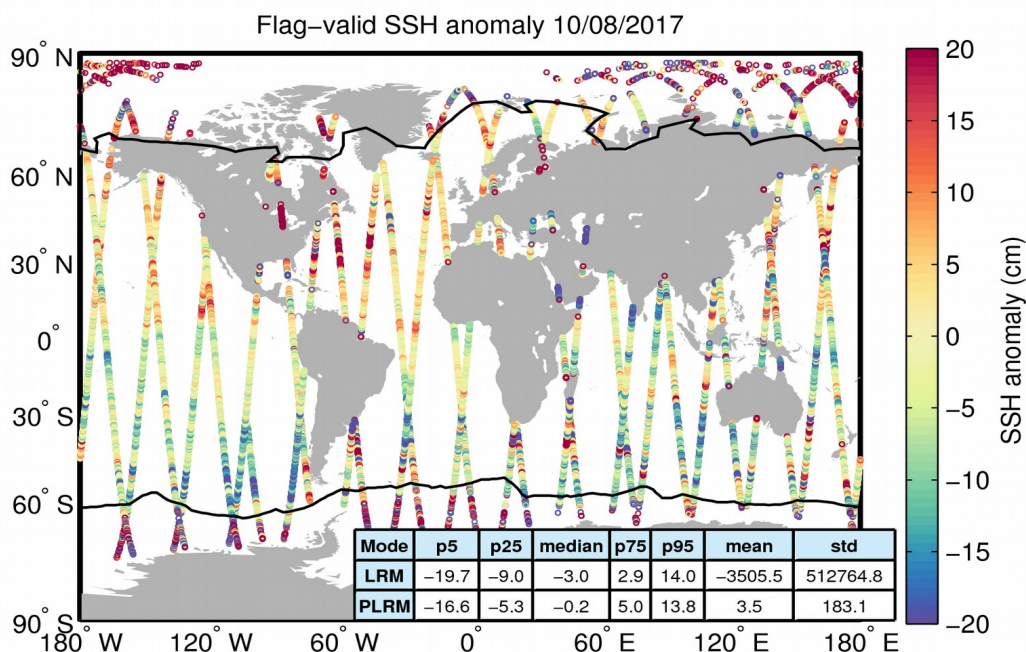 Flag−valid SSH anomaly 10/08/2017
90° N
60° N
30° N
0°
30° S
60° S
90° S
180° W 120° W 60° W 0° 60° E 120° E 180° E
20
15
10
5
0
−5
−10
−15
−20
SSH anomaly (cm)
Mode p5 p25 median p75 p95 mean std
LRM −19.7 −9.0 −3.0 2.9 14.0 −3505.5 512764.8
PLRM −16.6 −5.3 −0.2 5.0 13.8 3.5 183.1